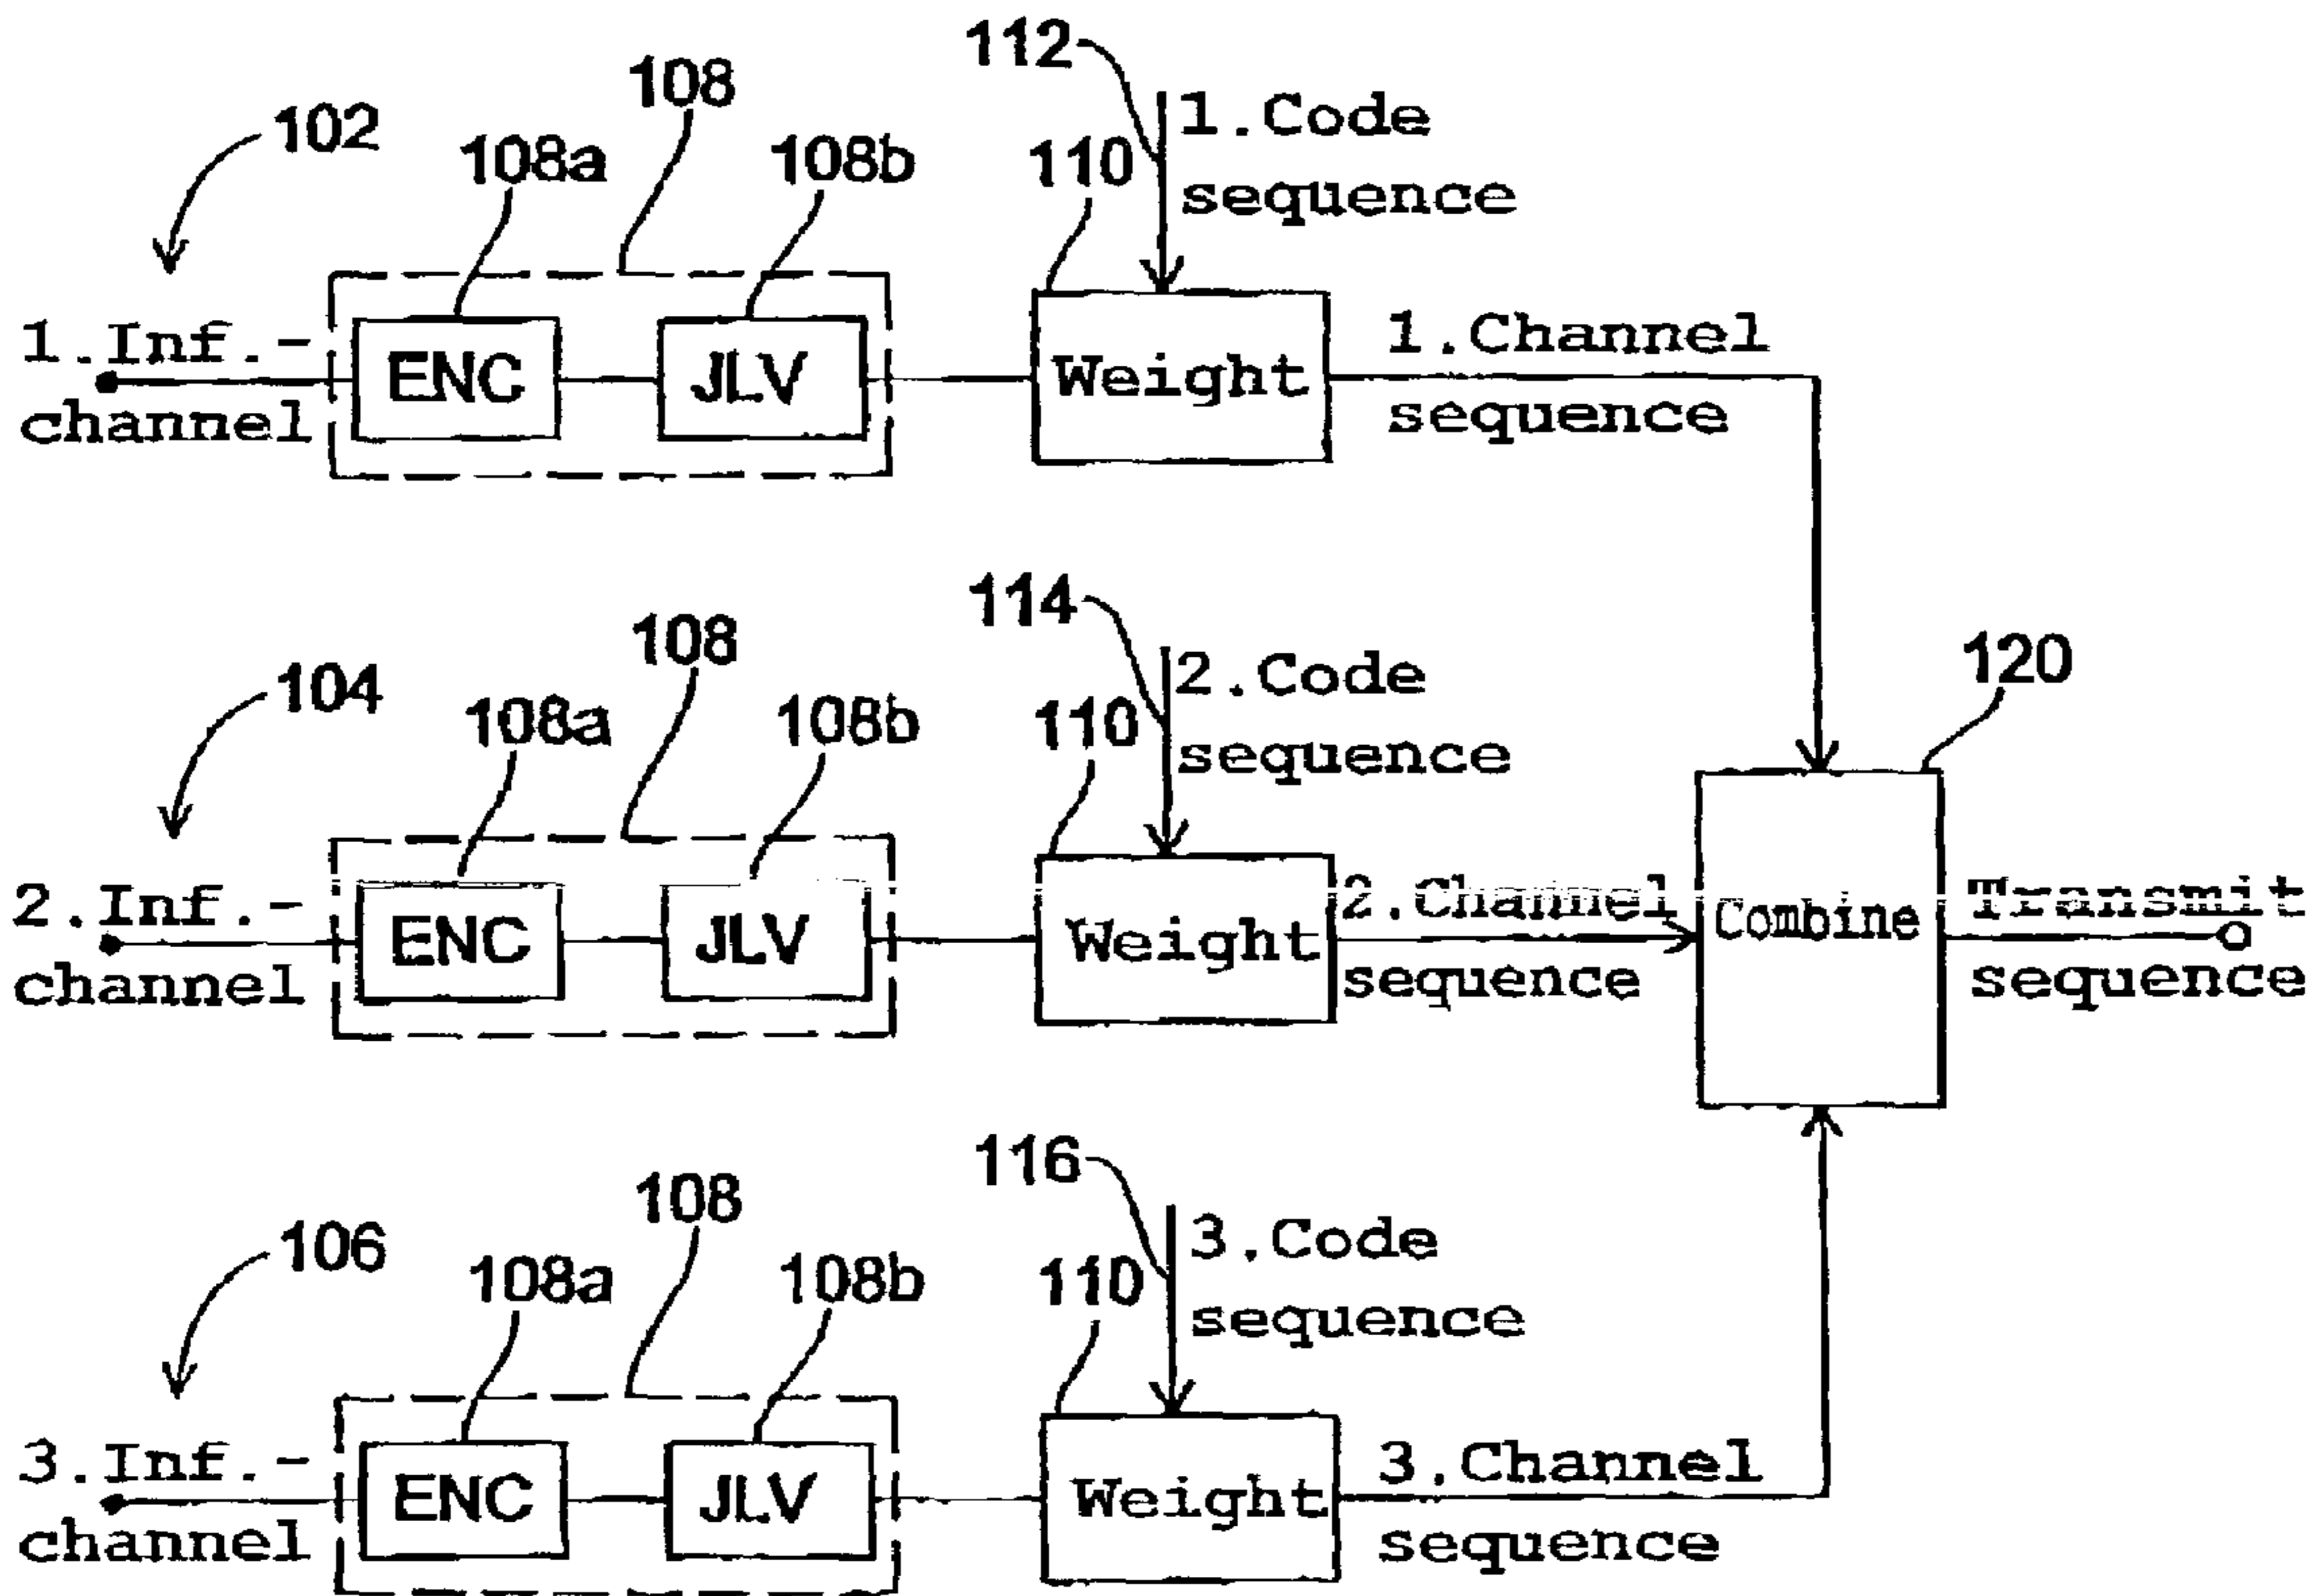 112
108
1.Code
102
108a
108b
110
sequence
1.Inf.-
channel
ENC
JLV
Weight
1.Channel
sequence
114
108
2.Code
120
104
108a
108b
110
sequence
2.Inf.-
channel
ENC
JLV
Weight
2.Channel
sequence
Combine
Transmit
sequence
116
108
3.Code
106
108a
108b
110
sequence
3.Inf.-
channel
ENC
JLV
Weight
3.Channel
sequence